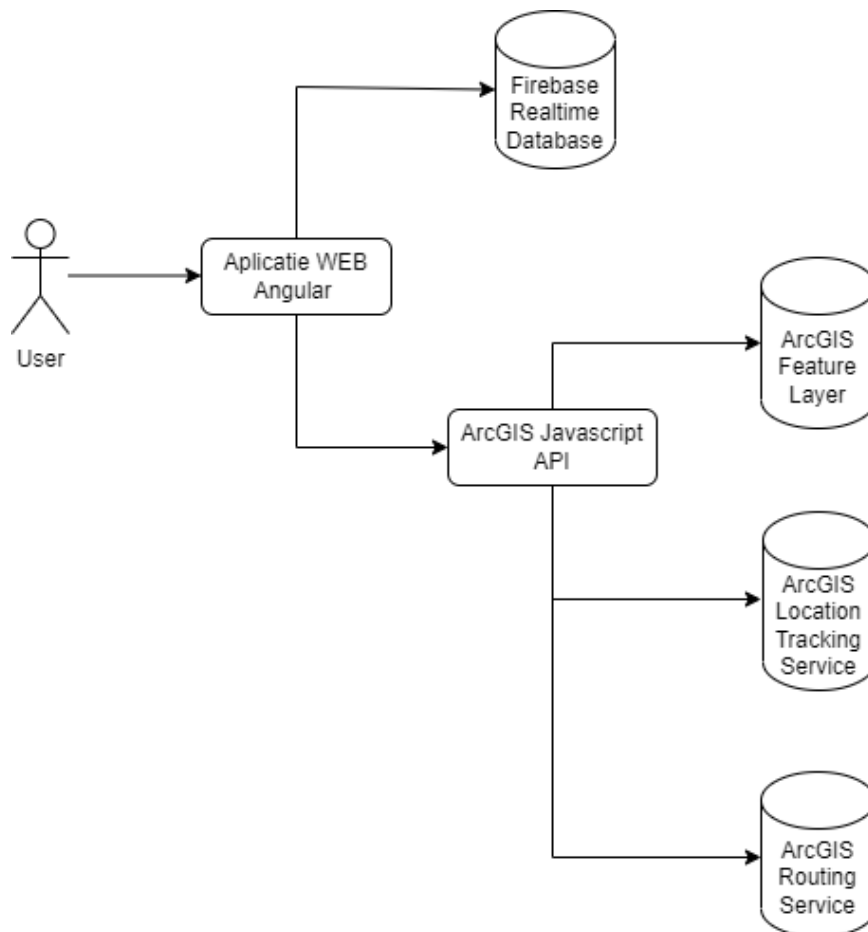 Firebase
Realtime
Database
Aplicatie WEB
Angular
User
ArcGIS
Feature
Layer
ArcGIS Javascript
API
ArcGIS
Location
Tracking
Service
ArcGIS
Routing
Service